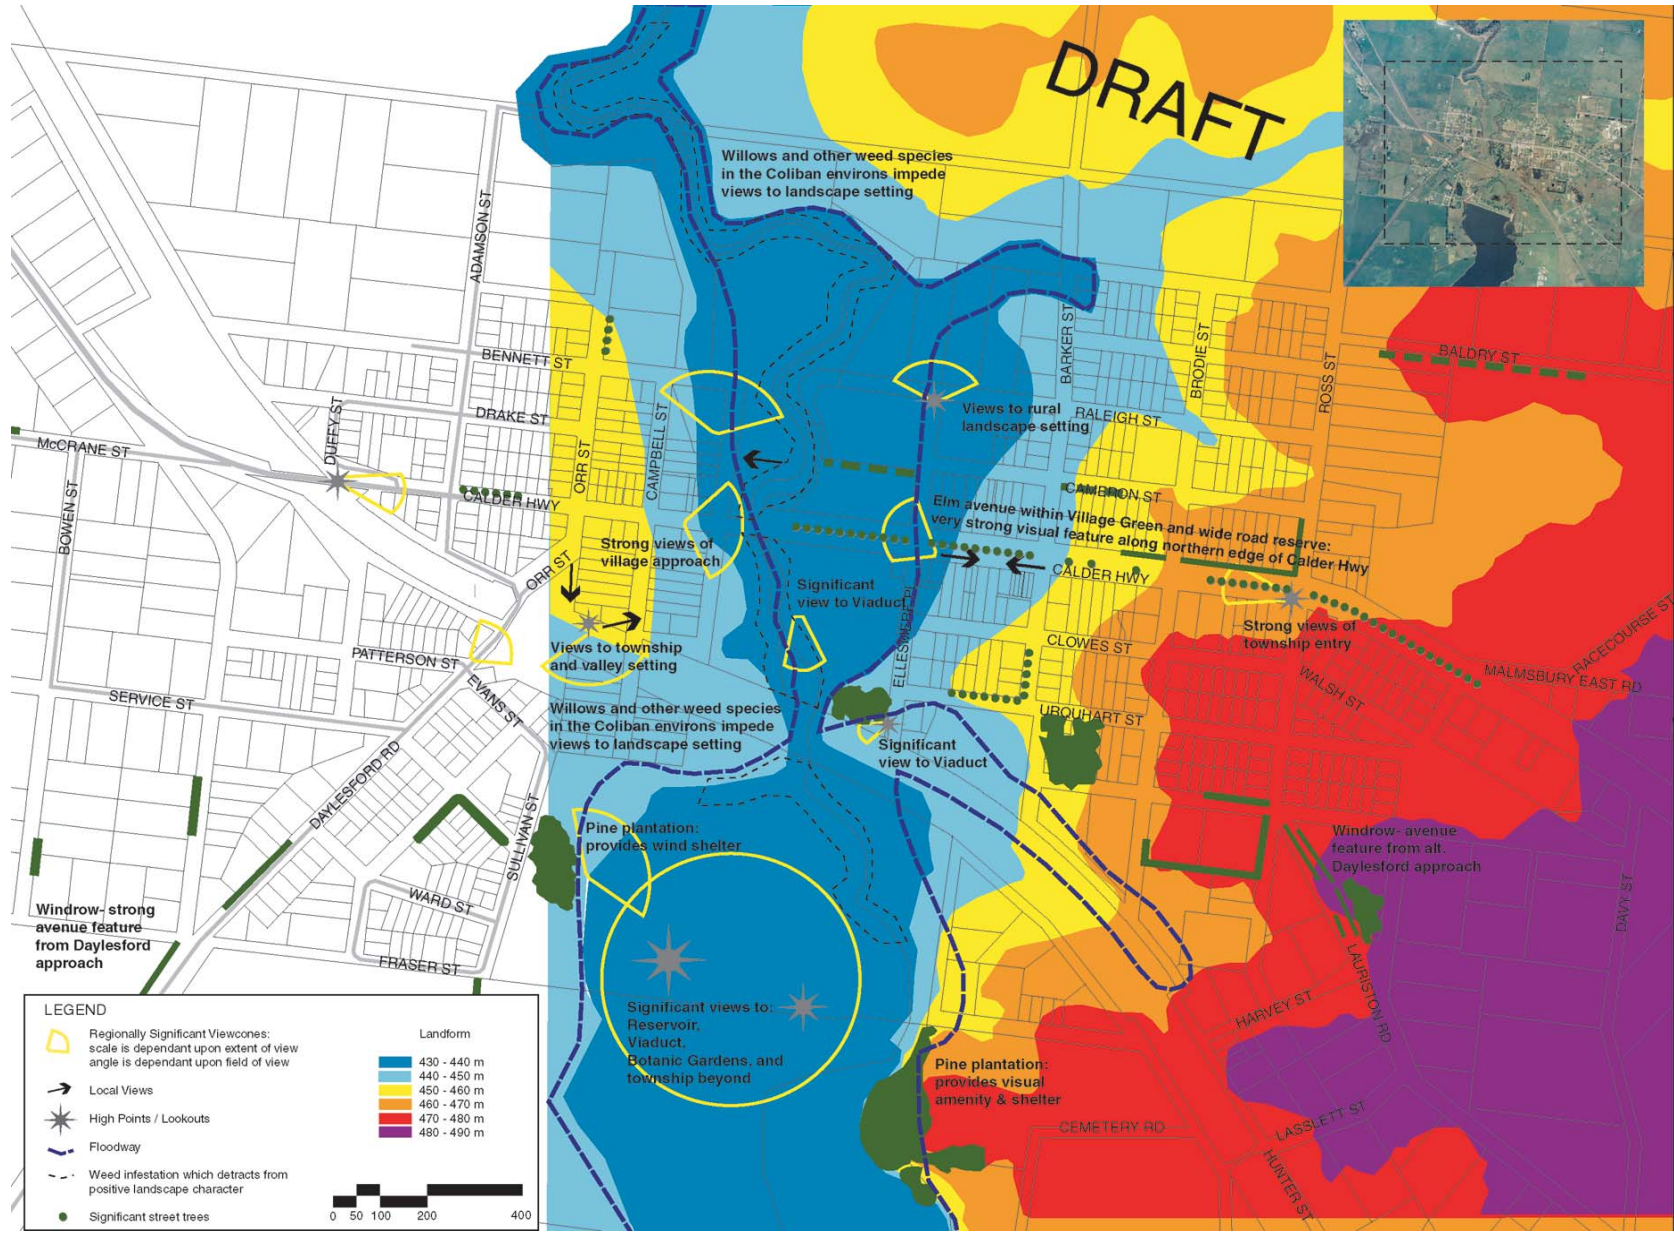 DRAFT
Willows and other weed species
in the Coliban environs impede
views to landscape setting
ADAMSON ST
BENNETT ST
DRAKE ST
DUFFY ST
McCRANE ST
BOWEN ST
CALDER HWY
ORR ST
CAMPBELL ST
BARKER ST
BRODIE ST
ROSS ST
BALDRY ST
RALEIGH ST
Views to rural
landscape setting
CAMERON ST
Elm avenue within Village Green and wide road reserve:
very strong visual feature along northern edge of Calder Hwy
CALDER HWY
Strong views of
village approach
ORR ST
Significant
view to Viaduct
ELLESMERE PL
CLOWES ST
Strong views of
township entry
RACECOURSE ST
MALMSBURY EAST RD
WALSH ST
Views to township
and valley setting
PATTERSON ST
EVANS ST
SERVICE ST
Willows and other weed species
in the Coliban environs impede
views to landscape setting
URQUHART ST
Significant
view to Viaduct
DAYLESFORD RD
SULLIVAN ST
Pine plantation:
provides wind shelter
Windrow- avenue
feature from alt.
Daylesford approach
WARD ST
Windrow- strong
avenue feature
from Daylesford
approach
FRASER ST
DAVY ST
LAURISTON RD
HARVEY ST
Significant views to:
Reservoir,
Viaduct,
Botanic Gardens, and
township beyond
Pine plantation:
provides visual
amenity & shelter
CEMETERY RD
LASSLETT ST
HUNTER ST
LEGEND
Regionally Significant Viewcones:
scale is dependant upon extent of view
angle is dependant upon field of view
Local Views
High Points / Lookouts
Floodway
Weed infestation which detracts from
positive landscape character
Significant street trees
Landform
430 - 440 m
440 - 450 m
450 - 460 m
460 - 470 m
470 - 480 m
480 - 490 m
0 50 100 200 400